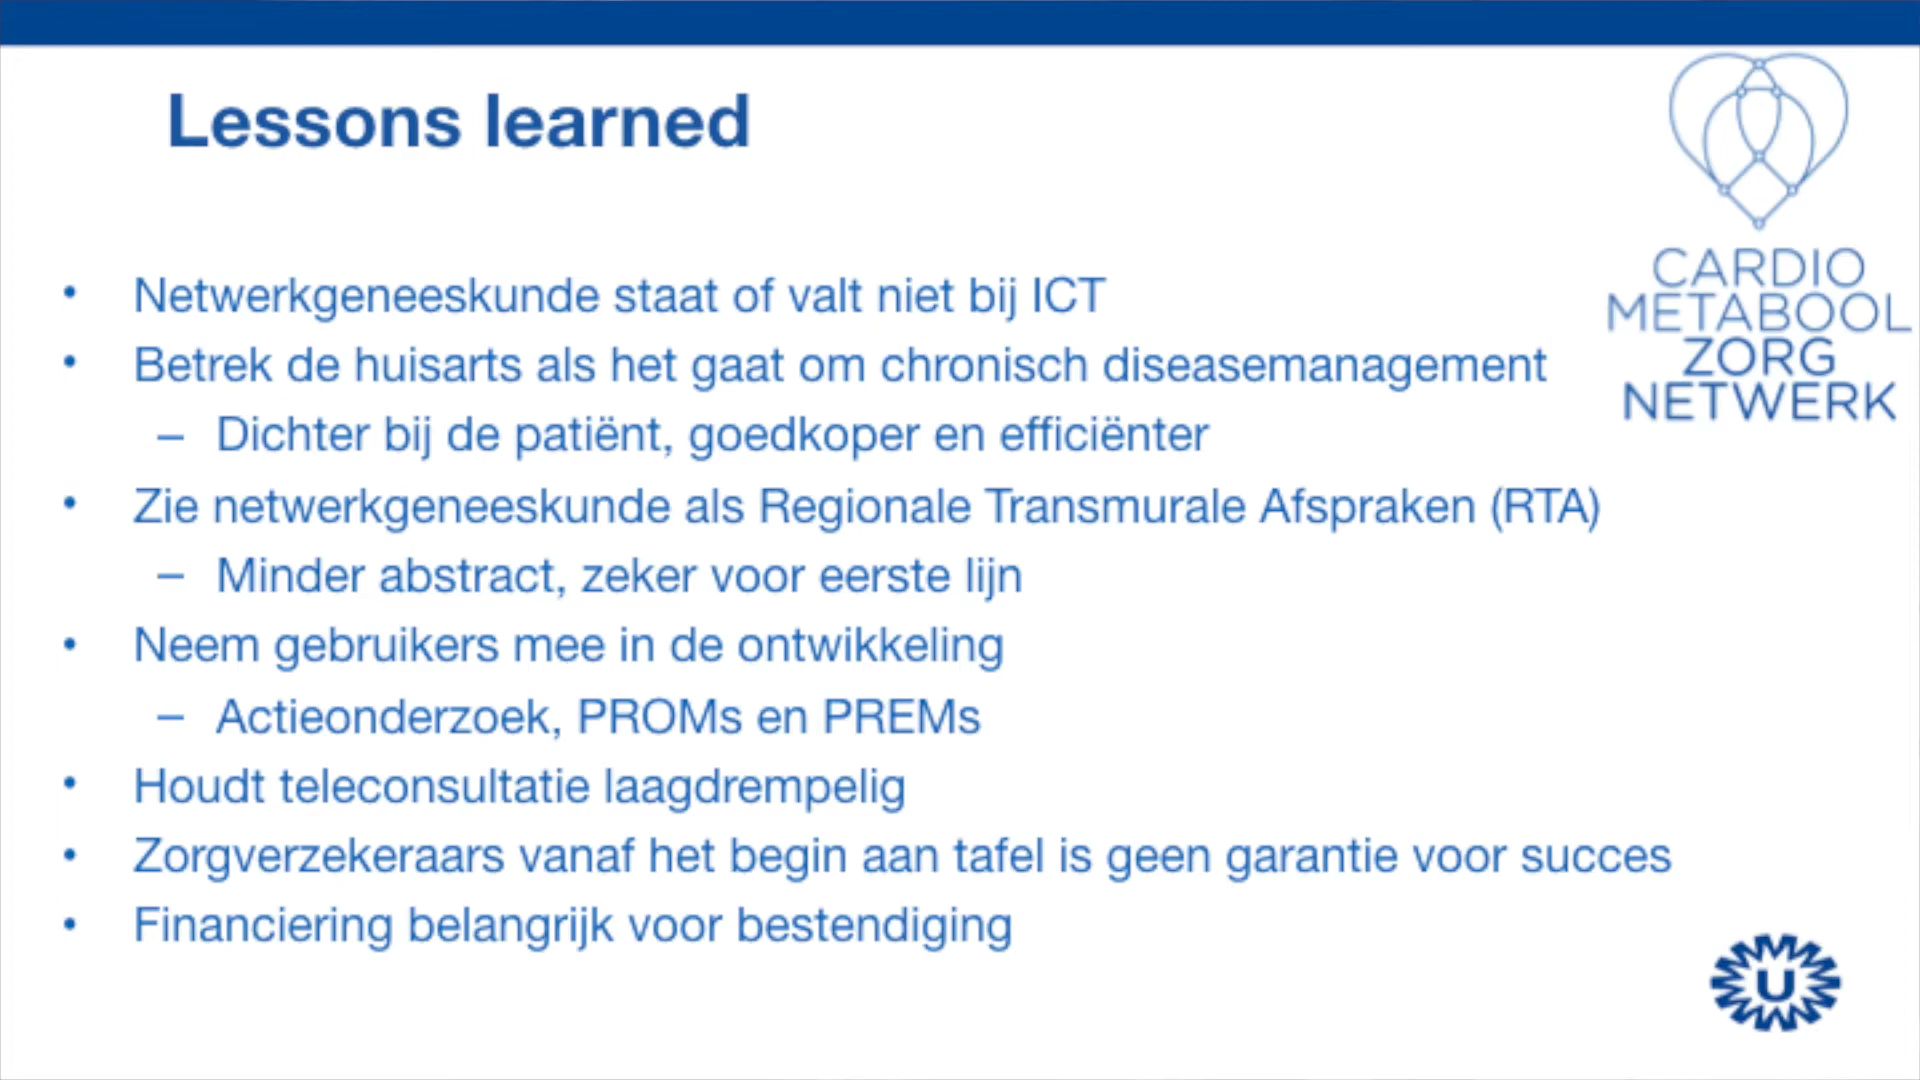 Lessons learned
CARDIO
METABOOL
ZORG
NETWERK
• Netwerkgeneeskunde staat of valt niet bij ICT
• Betrek de huisarts als het gaat om chronisch diseasemanagement
– Dichter bij de patiënt, goedkoper en efficiënter
• Zie netwerkgeneeskunde als Regionale Transmurale Afspraken (RTA)
– Minder abstract, zeker voor eerste lijn
• Neem gebruikers mee in de ontwikkeling
– Actieonderzoek, PROMs en PREMs
• Houdt teleconsultatie laagdrempelig
• Zorgverzekeraars vanaf het begin aan tafel is geen garantie voor succes
• Financiering belangrijk voor bestendiging
U